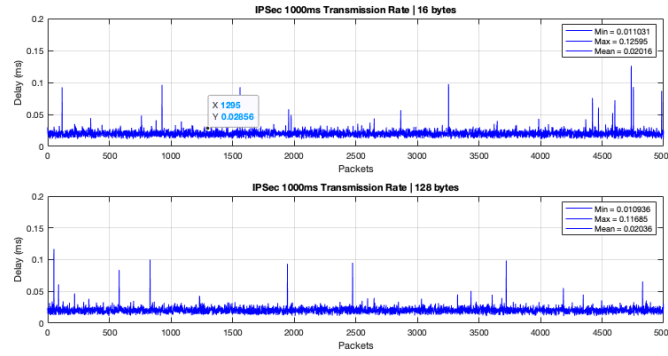 IPSec 1000ms Transmission Rate | 16 bytes
0.2
0.15
0.1
0.05
0
Delay (ms)
Min = 0.011031
Max = 0.12595
Mean = 0.02016
X 1295
Y 0.02856
0 500 1000 1500 2000 2500 3000 3500 4000 4500 500
Packets
IPSec 1000ms Transmission Rate | 128 bytes
0.2
0.15
0.1
0.05
0
Delay (ms)
Min = 0.010936
Max = 0.11685
Mean = 0.02036
0 500 1000 1500 2000 2500 3000 3500 4000 4500 500
Packets